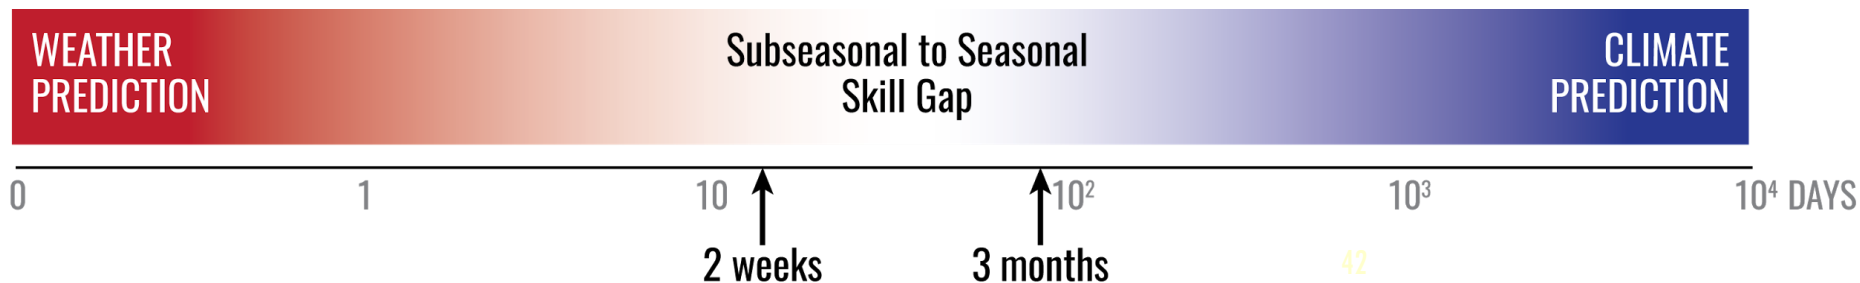 WEATHER
PREDICTION
Subseasonal to Seasonal
Skill Gap
CLIMATE
PREDICTION
0 1 10 10² 10³ 10⁴ DAYS
2 weeks 3 months 42